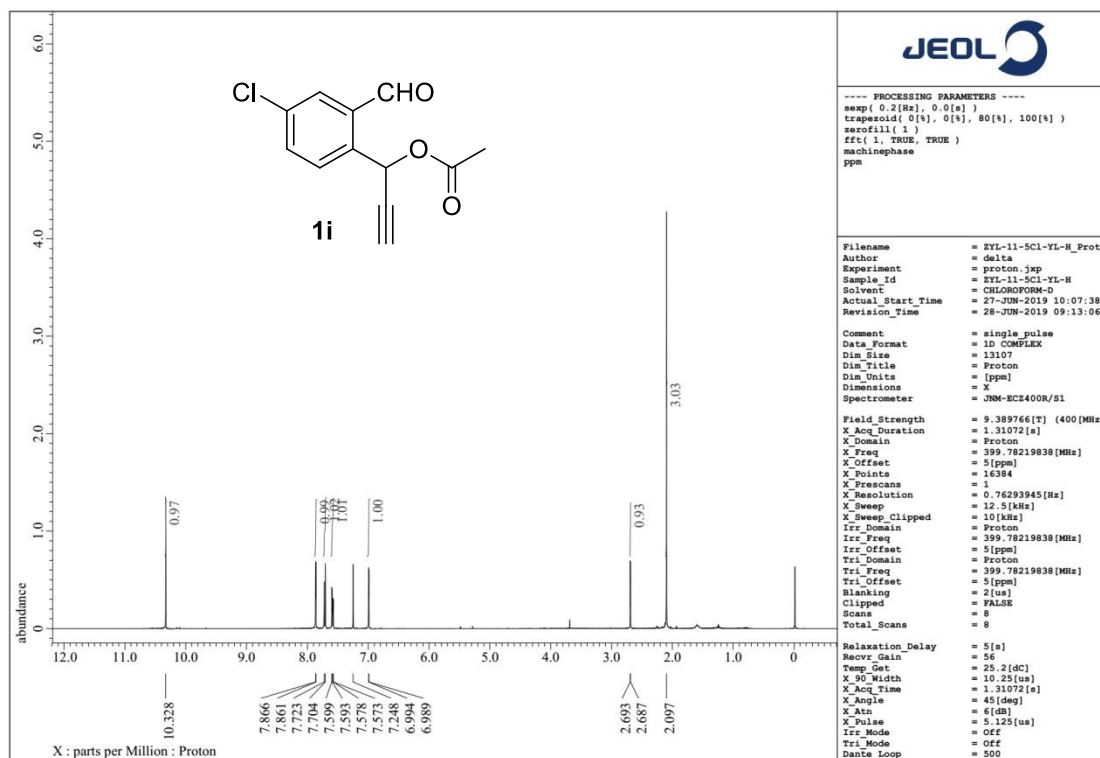 JEOL
---- PROCESSING PARAMETERS ----
sexp( 0.2[Hz], 0.0[s] )
trapezoid( 0[%], 0[%], 80[%], 100[%] )
zerofill( 1 )
fft( 1, TRUE, TRUE )
machinephase
ppm
Filename = ZYL-11-5Cl-YL-H_Prot
Author = delta
Experiment = proton.jxp
Sample_Id = ZYL-11-5Cl-YL-H
Solvent = CHLOROFORM-D
Actual_Start_Time = 27-JUN-2019 10:07:38
Revision_Time = 28-JUN-2019 09:13:06
Comment = single_pulse
Data_Format = 1D COMPLEX
Dim_Size = 13107
Dim_Title = Proton
Dim_Units = [ppm]
Dimensions = X
Spectrometer = JNM-ECZ400R/S1
Field_Strength = 9.389766[T] (400[MHz
X_Acq_Duration = 1.31072[s]
X_Domain = Proton
X_Freq = 399.78219838[MHz]
X_Offset = 5[ppm]
X_Points = 16384
X_Prescans = 1
X_Resolution = 0.76293945[Hz]
X_Sweep = 12.5[kHz]
X_Sweep_Clipped = 10[kHz]
Irr_Domain = Proton
Irr_Freq = 399.78219838[MHz]
Irr_Offset = 5[ppm]
Tri_Domain = Proton
Tri_Freq = 399.78219838[MHz]
Tri_Offset = 5[ppm]
Blanking = 2[us]
Clipped = FALSE
Scans = 8
Total_Scans = 8
Relaxation_Delay = 5[s]
Recvr_Gain = 56
Temp_Get = 25.2[dC]
X_90_Width = 10.25[us]
X_Acq_Time = 1.31072[s]
X_Angle = 45[deg]
X_Atn = 6[dB]
X_Pulse = 5.125[us]
Irr_Mode = Off
Tri_Mode = Off
Dante_Loop = 500
Cl
CHO
O
O
1i
abundance
6.0
5.0
4.0
3.0
2.0
1.0
0
0.97
0.99
1.02
1.01
1.00
0.93
3.03
12.0 11.0 10.0 9.0 8.0 7.0 6.0 5.0 4.0 3.0 2.0 1.0 0
10.328
7.866
7.861
7.723
7.704
7.599
7.593
7.578
7.573
7.248
6.994
6.989
2.693
2.687
2.097
X : parts per Million : Proton